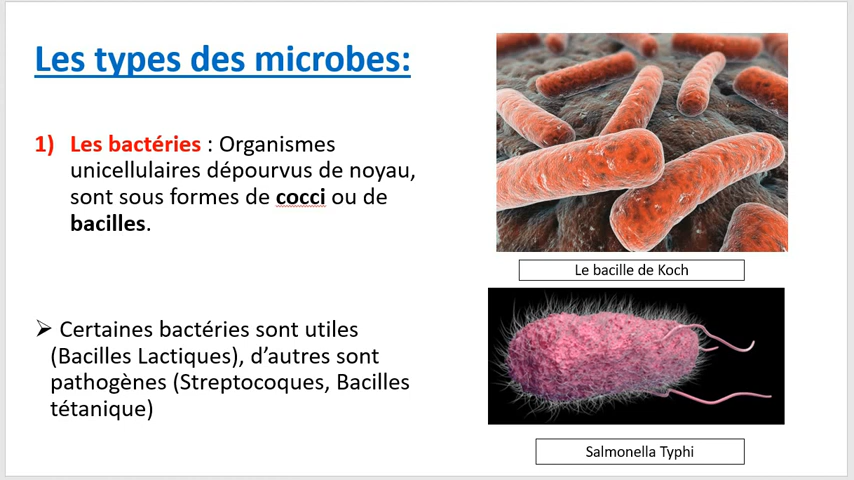 Les types des microbes:
1) Les bactéries : Organismes
unicellulaires dépourvus de noyau,
sont sous formes de cocci ou de
bacilles.
➢ Certaines bactéries sont utiles
(Bacilles Lactiques), d’autres sont
pathogènes (Streptocoques, Bacilles
tétanique)
Le bacille de Koch
Salmonella Typhi